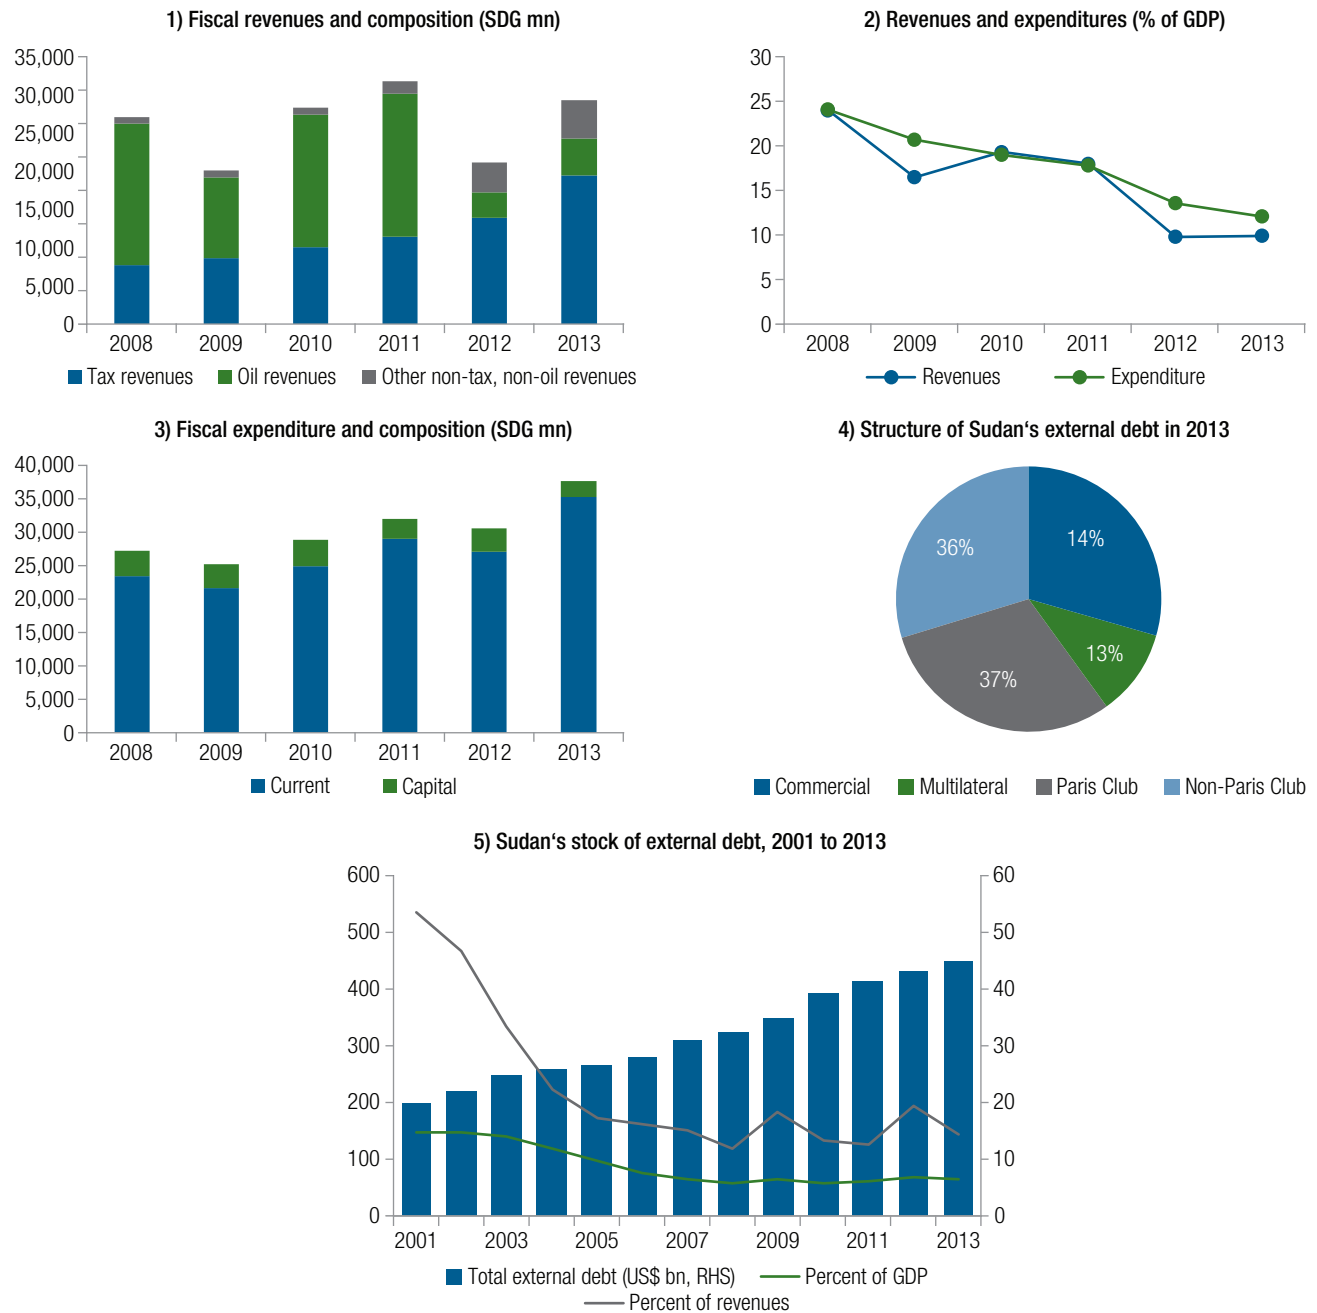 1) Fiscal revenues and composition (SDG mn)
35,000
30,000
25,000
20,000
15,000
10,000
5,000
0
2008 2009 2010 2011 2012 2013
Tax revenues Oil revenues Other non-tax, non-oil revenues
2) Revenues and expenditures (% of GDP)
30
25
20
15
10
5
0
2008 2009 2010 2011 2012 2013
Revenues Expenditure
3) Fiscal expenditure and composition (SDG mn)
40,000
35,000
30,000
25,000
20,000
15,000
10,000
5,000
0
2008 2009 2010 2011 2012 2013
Current Capital
4) Structure of Sudan‘s external debt in 2013
36%
14%
13%
37%
Commercial Multilateral Paris Club Non-Paris Club
5) Sudan‘s stock of external debt, 2001 to 2013
600 60
500 50
400 40
300 30
200 20
100 10
0 0
2001 2003 2005 2007 2009 2011 2013
Total external debt (US$ bn, RHS) Percent of GDP
Percent of revenues